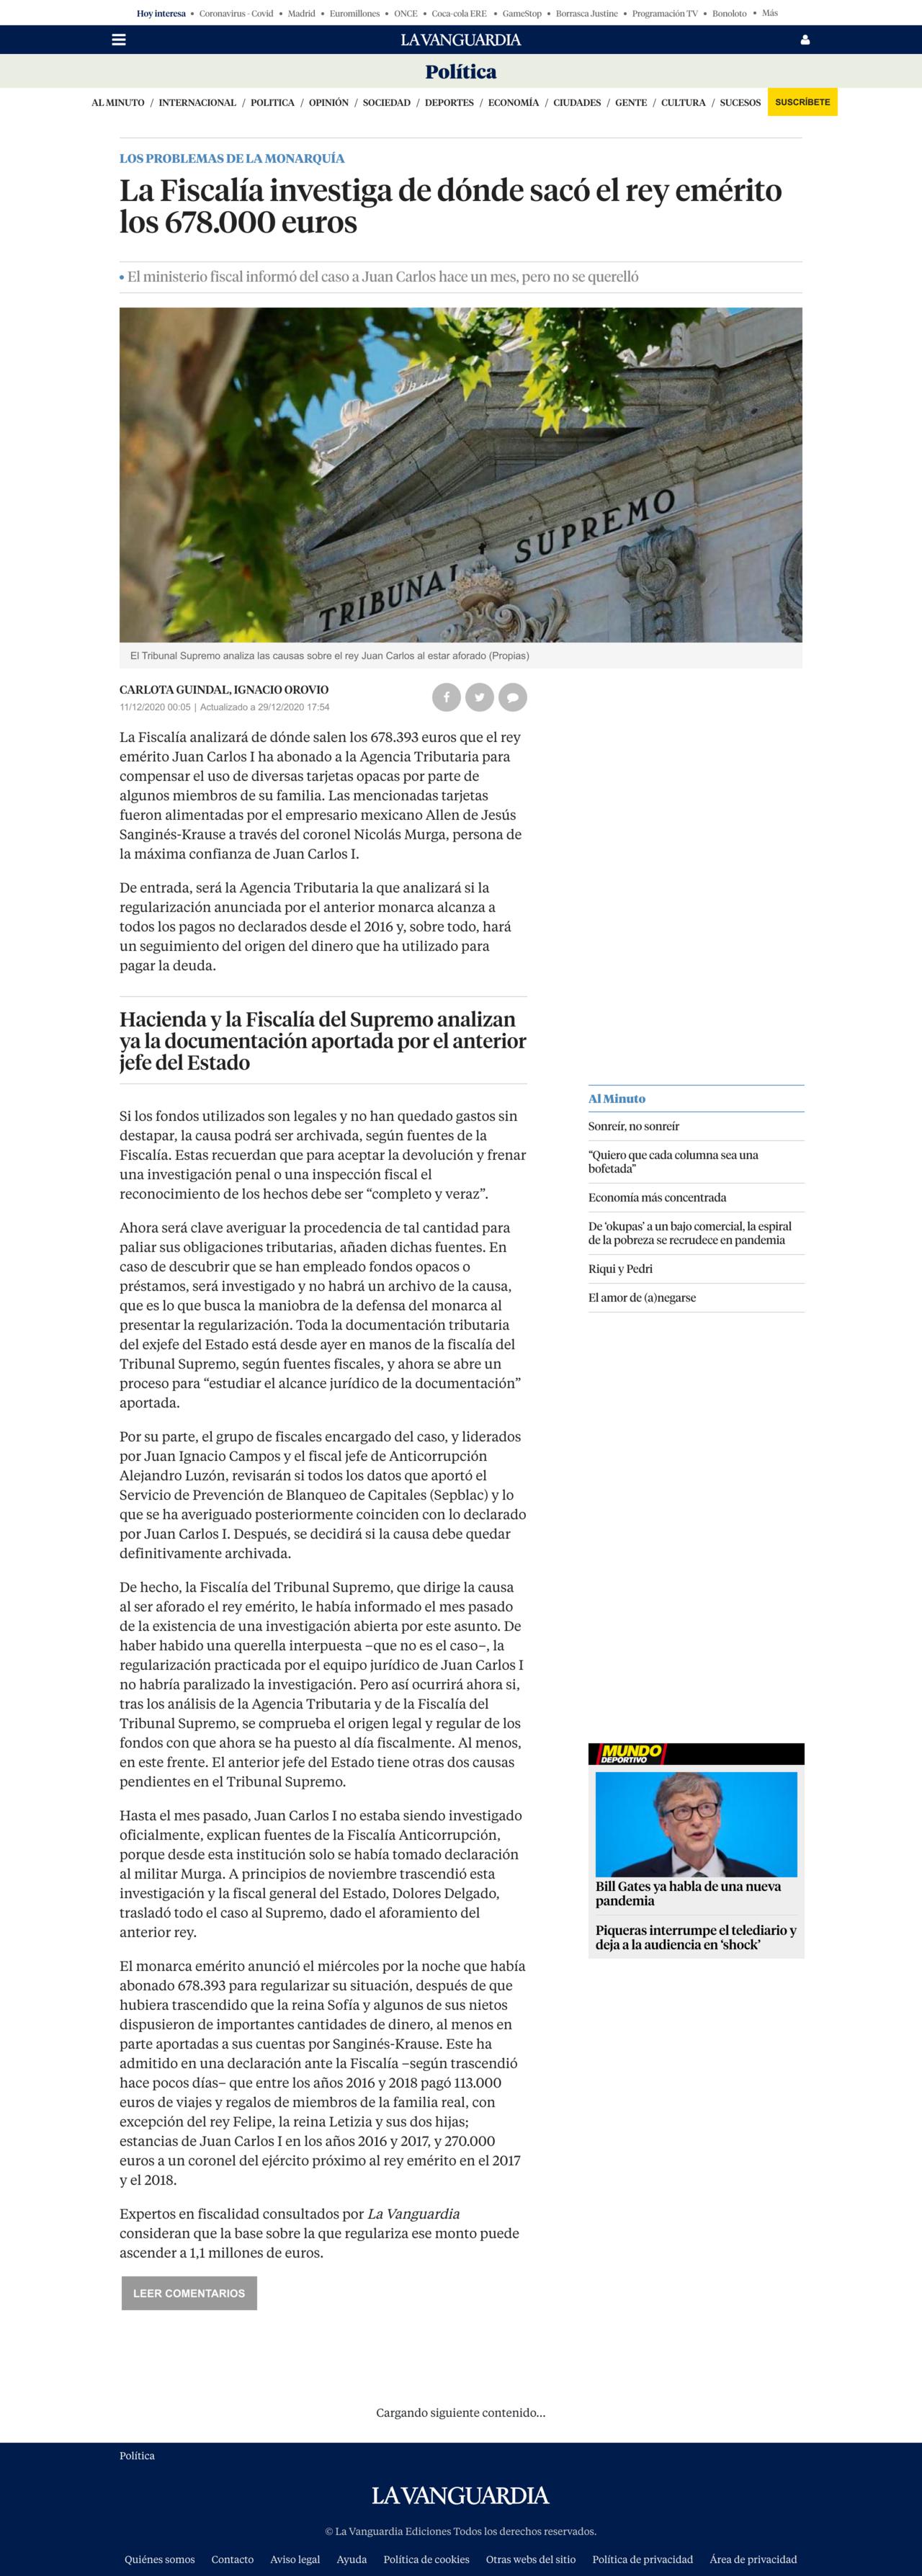 Hoy interesa • Coronavirus - Covid • Madrid • Euromillones • ONCE • Coca-cola ERE • GameStop • Borrasca Justine • Programación TV • Bonoloto • Más
LA VANGUARDIA
Política
AL MINUTO / INTERNACIONAL / POLITICA / OPINIÓN / SOCIEDAD / DEPORTES / ECONOMÍA / CIUDADES / GENTE / CULTURA / SUCESOS SUSCRÍBETE
LOS PROBLEMAS DE LA MONARQUÍA
La Fiscalía investiga de dónde sacó el rey emérito
los 678.000 euros
• El ministerio fiscal informó del caso a Juan Carlos hace un mes, pero no se querelló
TRIBUNAL SUPREMO
El Tribunal Supremo analiza las causas sobre el rey Juan Carlos al estar aforado (Propias)
CARLOTA GUINDAL, IGNACIO OROVIO
11/12/2020 00:05 | Actualizado a 29/12/2020 17:54
La Fiscalía analizará de dónde salen los 678.393 euros que el rey
emérito Juan Carlos I ha abonado a la Agencia Tributaria para
compensar el uso de diversas tarjetas opacas por parte de
algunos miembros de su familia. Las mencionadas tarjetas
fueron alimentadas por el empresario mexicano Allen de Jesús
Sanginés-Krause a través del coronel Nicolás Murga, persona de
la máxima confianza de Juan Carlos I.
De entrada, será la Agencia Tributaria la que analizará si la
regularización anunciada por el anterior monarca alcanza a
todos los pagos no declarados desde el 2016 y, sobre todo, hará
un seguimiento del origen del dinero que ha utilizado para
pagar la deuda.
Hacienda y la Fiscalía del Supremo analizan
ya la documentación aportada por el anterior
jefe del Estado
Si los fondos utilizados son legales y no han quedado gastos sin
destapar, la causa podrá ser archivada, según fuentes de la
Fiscalía. Estas recuerdan que para aceptar la devolución y frenar
una investigación penal o una inspección fiscal el
reconocimiento de los hechos debe ser “completo y veraz”.
Ahora será clave averiguar la procedencia de tal cantidad para
paliar sus obligaciones tributarias, añaden dichas fuentes. En
caso de descubrir que se han empleado fondos opacos o
préstamos, será investigado y no habrá un archivo de la causa,
que es lo que busca la maniobra de la defensa del monarca al
presentar la regularización. Toda la documentación tributaria
del exjefe del Estado está desde ayer en manos de la fiscalía del
Tribunal Supremo, según fuentes fiscales, y ahora se abre un
proceso para “estudiar el alcance jurídico de la documentación”
aportada.
Por su parte, el grupo de fiscales encargado del caso, y liderados
por Juan Ignacio Campos y el fiscal jefe de Anticorrupción
Alejandro Luzón, revisarán si todos los datos que aportó el
Servicio de Prevención de Blanqueo de Capitales (Sepblac) y lo
que se ha averiguado posteriormente coinciden con lo declarado
por Juan Carlos I. Después, se decidirá si la causa debe quedar
definitivamente archivada.
De hecho, la Fiscalía del Tribunal Supremo, que dirige la causa
al ser aforado el rey emérito, le había informado el mes pasado
de la existencia de una investigación abierta por este asunto. De
haber habido una querella interpuesta –que no es el caso–, la
regularización practicada por el equipo jurídico de Juan Carlos I
no habría paralizado la investigación. Pero así ocurrirá ahora si,
tras los análisis de la Agencia Tributaria y de la Fiscalía del
Tribunal Supremo, se comprueba el origen legal y regular de los
fondos con que ahora se ha puesto al día fiscalmente. Al menos,
en este frente. El anterior jefe del Estado tiene otras dos causas
pendientes en el Tribunal Supremo.
Hasta el mes pasado, Juan Carlos I no estaba siendo investigado
oficialmente, explican fuentes de la Fiscalía Anticorrupción,
porque desde esta institución solo se había tomado declaración
al militar Murga. A principios de noviembre trascendió esta
investigación y la fiscal general del Estado, Dolores Delgado,
trasladó todo el caso al Supremo, dado el aforamiento del
anterior rey.
El monarca emérito anunció el miércoles por la noche que había
abonado 678.393 para regularizar su situación, después de que
hubiera trascendido que la reina Sofía y algunos de sus nietos
dispusieron de importantes cantidades de dinero, al menos en
parte aportadas a sus cuentas por Sanginés-Krause. Este ha
admitido en una declaración ante la Fiscalía –según trascendió
hace pocos días– que entre los años 2016 y 2018 pagó 113.000
euros de viajes y regalos de miembros de la familia real, con
excepción del rey Felipe, la reina Letizia y sus dos hijas;
estancias de Juan Carlos I en los años 2016 y 2017, y 270.000
euros a un coronel del ejército próximo al rey emérito en el 2017
y el 2018.
Expertos en fiscalidad consultados por La Vanguardia
consideran que la base sobre la que regulariza ese monto puede
ascender a 1,1 millones de euros.
LEER COMENTARIOS
Al Minuto
Sonreír, no sonreír
“Quiero que cada columna sea una
bofetada”
Economía más concentrada
De ‘okupas’ a un bajo comercial, la espiral
de la pobreza se recrudece en pandemia
Riqui y Pedri
El amor de (a)negarse
MUNDO
DEPORTIVO
Bill Gates ya habla de una nueva
pandemia
Piqueras interrumpe el telediario y
deja a la audiencia en ‘shock’
Cargando siguiente contenido...
Política
LA VANGUARDIA
© La Vanguardia Ediciones Todos los derechos reservados.
Quiénes somos Contacto Aviso legal Ayuda Política de cookies Otras webs del sitio Política de privacidad Área de privacidad